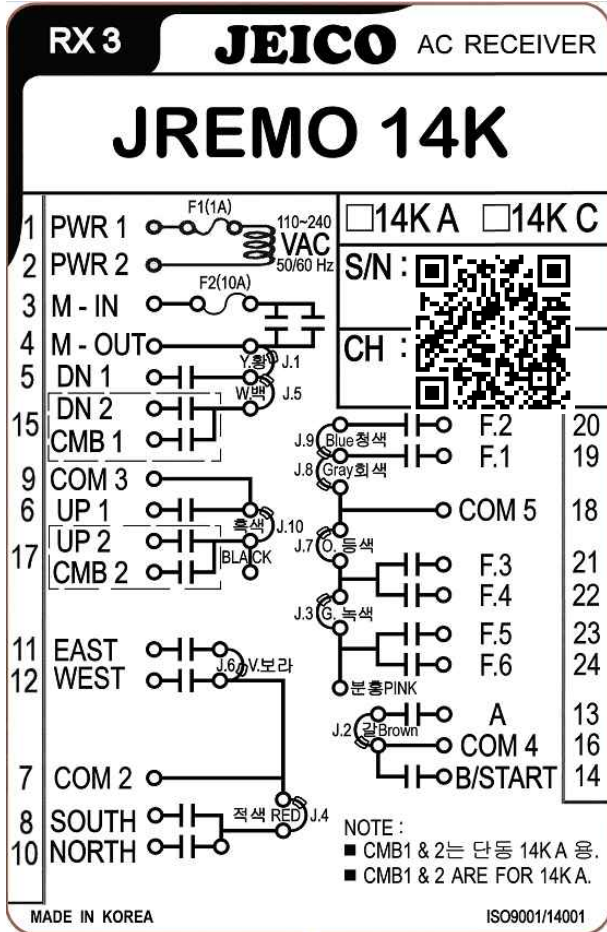 RX 3 JEICO AC RECEIVER
JREMO 14K
□14K A □14K C
S/N :
CH :
1 PWR 1 F1(1A) 110~240
VAC
2 PWR 2 50/60 Hz
3 M - IN F2(10A)
4 M - OUT
Y.황 J.1
5 DN 1
W.백 J.5
15 DN 2
CMB 1
9 COM 3
6 UP 1
흑색 J.10
17 UP 2
BLACK
CMB 2
11 EAST
J.6 V.보라
12 WEST
7 COM 2
적색 RED J.4
8 SOUTH
10 NORTH
F.2 20
J.9 Blue청색
F.1 19
J.8 Gray회색
COM 5 18
J.7 O. 등색
F.3 21
F.4 22
J.3 G. 녹색
F.5 23
F.6 24
분홍PINK
A 13
J.2 갈Brown
COM 4 16
B/START 14
NOTE :
■ CMB1 & 2는 단동 14K A 용.
■ CMB1 & 2 ARE FOR 14K A.
MADE IN KOREA ISO9001/14001